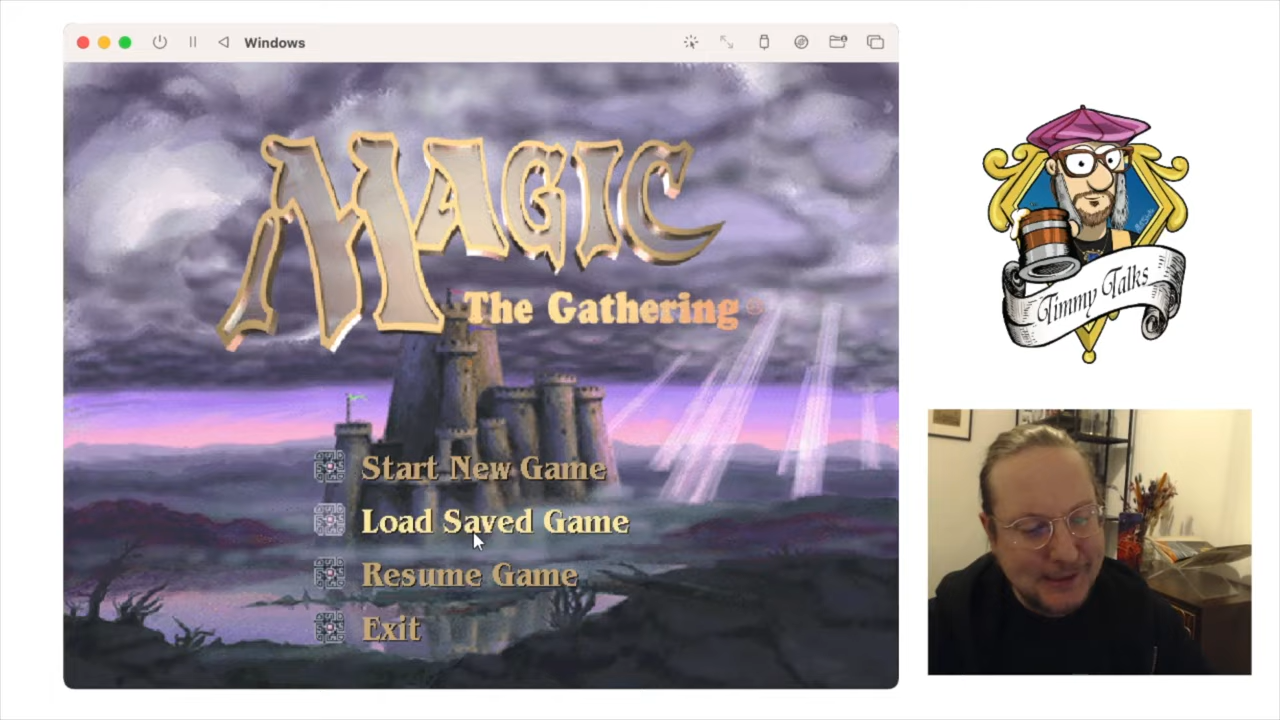 Windows
MAGIC
The Gathering
Start New Game
Load Saved Game
Resume Game
Exit
Timmy Talks